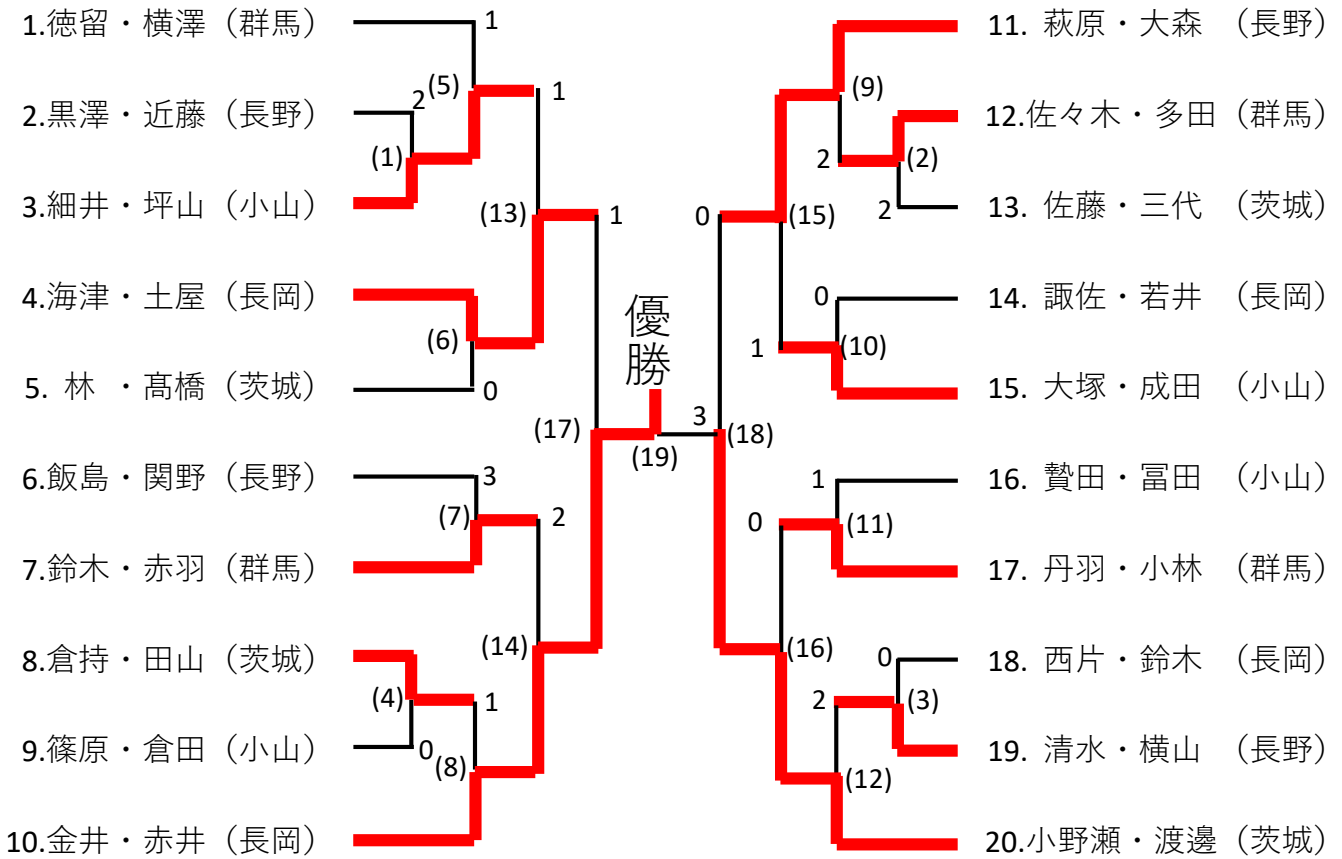 1.徳留・横澤（群馬）
2.黒澤・近藤（長野）
3.細井・坪山（小山）
4.海津・土屋（長岡）
5. 林 ・髙橋（茨城）
6.飯島・関野（長野）
7.鈴木・赤羽（群馬）
8.倉持・田山（茨城）
9.篠原・倉田（小山）
10.金井・赤井（長岡）
1
2
(5)
1
(1)
(13)
1
(6)
0
(17)
3
(7)
2
(14)
(4)
1
0
(8)
優勝
(19)
3
(9)
2
(2)
2
0
(15)
0
1
(10)
(18)
1
0
(11)
(16)
0
2
(3)
(12)
11. 萩原・大森 （長野）
12.佐々木・多田（群馬）
13. 佐藤・三代 （茨城）
14. 諏佐・若井 （長岡）
15. 大塚・成田 （小山）
16. 贄田・冨田 （小山）
17. 丹羽・小林 （群馬）
18. 西片・鈴木 （長岡）
19. 清水・横山 （長野）
20.小野瀬・渡邊（茨城）